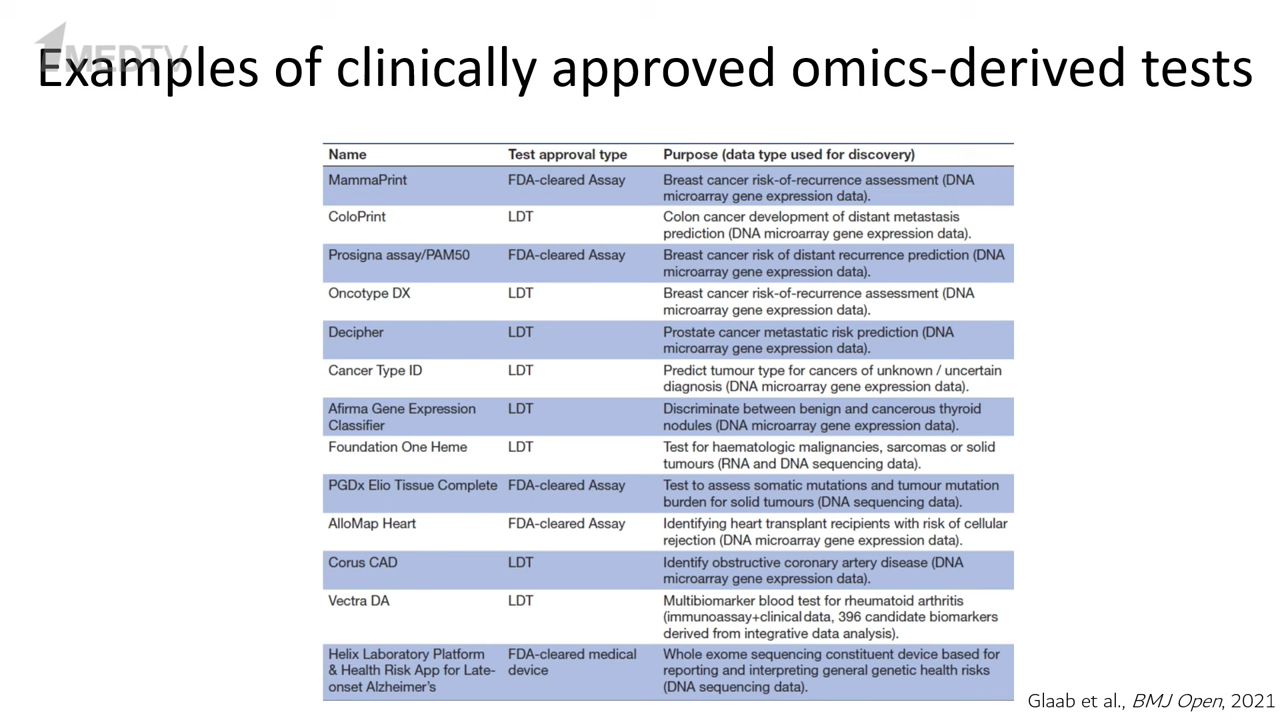 1MEDTV
Examples of clinically approved omics-derived tests
Name Test approval type Purpose (data type used for discovery)
MammaPrint FDA-cleared Assay Breast cancer risk-of-recurrence assessment (DNA
microarray gene expression data).
ColoPrint LDT Colon cancer development of distant metastasis
prediction (DNA microarray gene expression data).
Prosigna assay/PAM50 FDA-cleared Assay Breast cancer risk of distant recurrence prediction (DNA
microarray gene expression data).
Oncotype DX LDT Breast cancer risk-of-recurrence assessment (DNA
microarray gene expression data).
Decipher LDT Prostate cancer metastatic risk prediction (DNA
microarray gene expression data).
Cancer Type ID LDT Predict tumour type for cancers of unknown / uncertain
diagnosis (DNA microarray gene expression data).
Afirma Gene Expression LDT Discriminate between benign and cancerous thyroid
Classifier nodules (DNA microarray gene expression data).
Foundation One Heme LDT Test for haematologic malignancies, sarcomas or solid
tumours (RNA and DNA sequencing data).
PGDx Elio Tissue Complete FDA-cleared Assay Test to assess somatic mutations and tumour mutation
burden for solid tumours (DNA sequencing data).
AlloMap Heart FDA-cleared Assay Identifying heart transplant recipients with risk of cellular
rejection (DNA microarray gene expression data).
Corus CAD LDT Identify obstructive coronary artery disease (DNA
microarray gene expression data).
Vectra DA LDT Multibiomarker blood test for rheumatoid arthritis
(immunoassay+clinical data, 396 candidate biomarkers
derived from integrative data analysis).
Helix Laboratory Platform FDA-cleared medical Whole exome sequencing constituent device based for
& Health Risk App for Late- device reporting and interpreting general genetic health risks
onset Alzheimer's (DNA sequencing data).
Glaab et al., BMJ Open, 2021